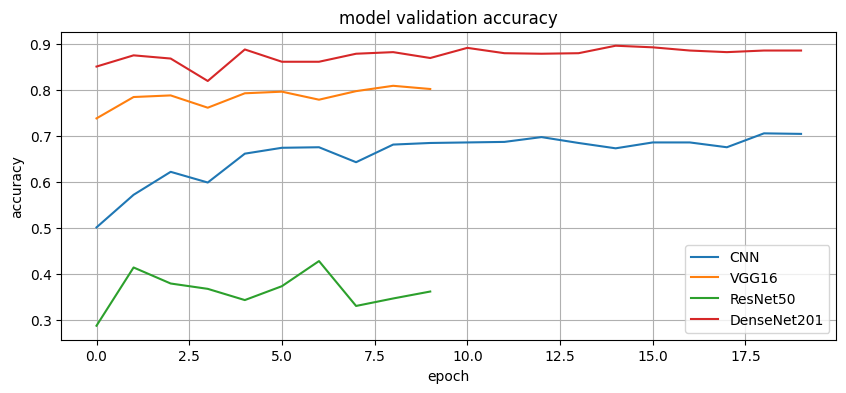 model validation accuracy
accuracy
0.9
0.8
0.7
0.6
0.5
0.4
0.3
CNN
VGG16
ResNet50
DenseNet201
0.0 2.5 5.0 7.5 10.0 12.5 15.0 17.5
epoch